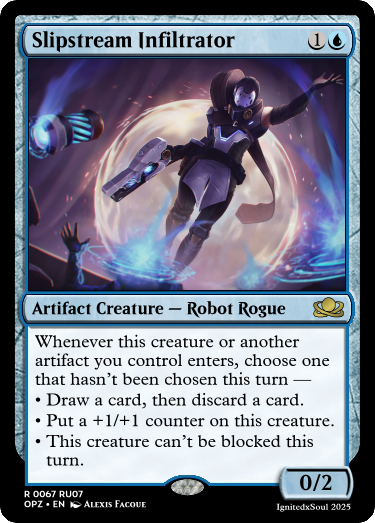 Slipstream Infiltrator 1
Artifact Creature — Robot Rogue
Whenever this creature or another
artifact you control enters, choose one
that hasn't been chosen this turn —
• Draw a card, then discard a card.
• Put a +1/+1 counter on this creature.
• This creature can't be blocked this
turn.
0/2
R 0067 RU07
OPZ • EN Alexis Facque IgnitedxSoul 2025